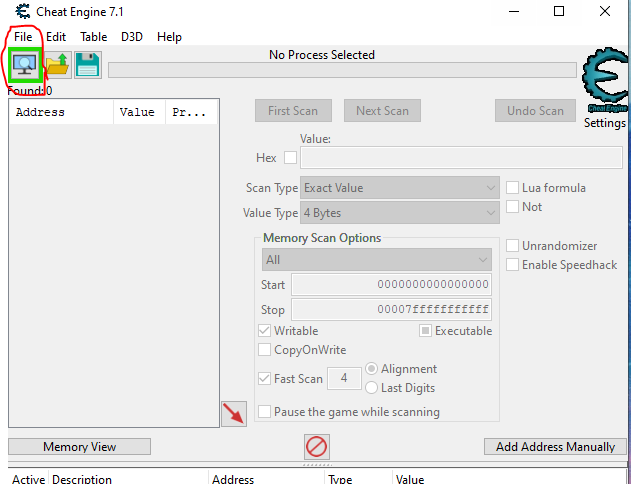 Cheat Engine 7.1
File Edit Table D3D Help
No Process Selected
Found: 0
Address Value Pr...
First Scan Next Scan Undo Scan
Cheat Engine
Settings
Value:
Hex
Scan Type Exact Value
Lua formula
Value Type 4 Bytes
Not
Memory Scan Options
All
Unrandomizer
Enable Speedhack
Start 0000000000000000
Stop 00007fffffffffff
Writable Executable
CopyOnWrite
Fast Scan 4 Alignment
Last Digits
Pause the game while scanning
Memory View Add Address Manually
Active Description Address Type Value